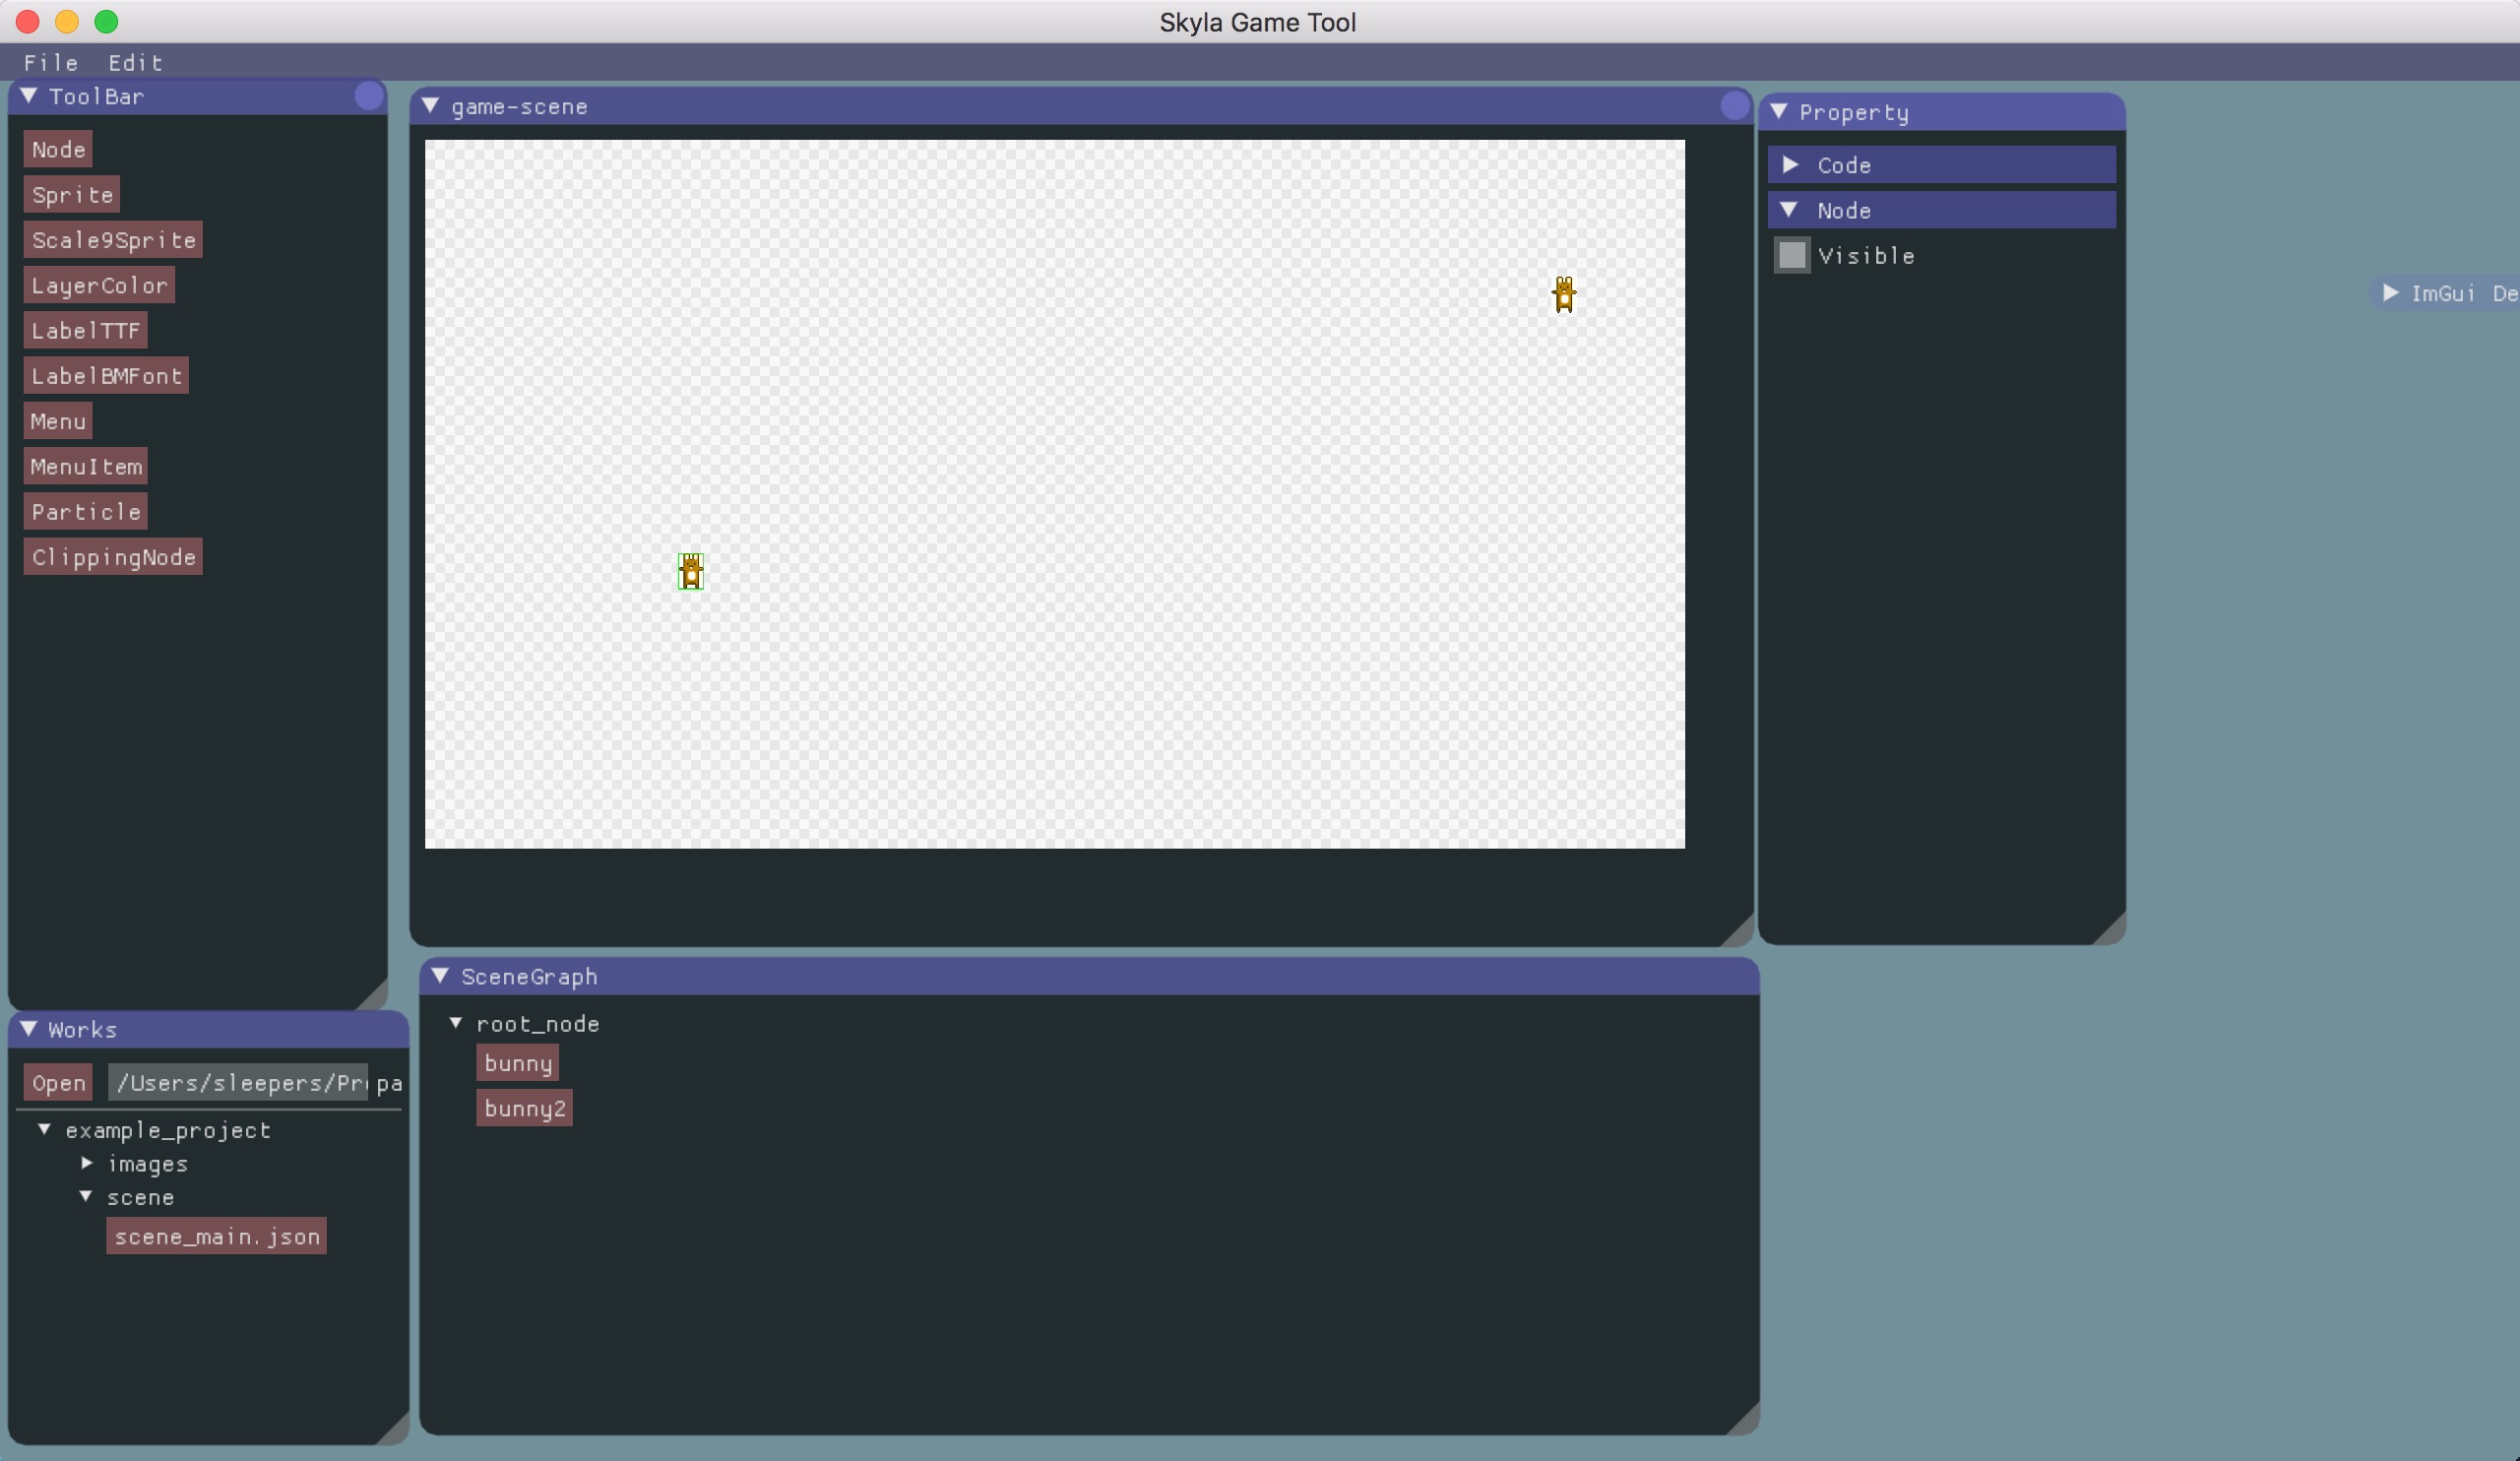 Skyla Game Tool
File Edit
ToolBar
Node
Sprite
Scale9Sprite
LayerColor
LabelTTF
LabelBMFont
Menu
MenuItem
Particle
ClippingNode
game-scene
Property
Code
Node
Visible
ImGui De
Works
Open /Users/sleepers/Pr pa
example_project
images
scene
scene_main.json
SceneGraph
root_node
bunny
bunny2